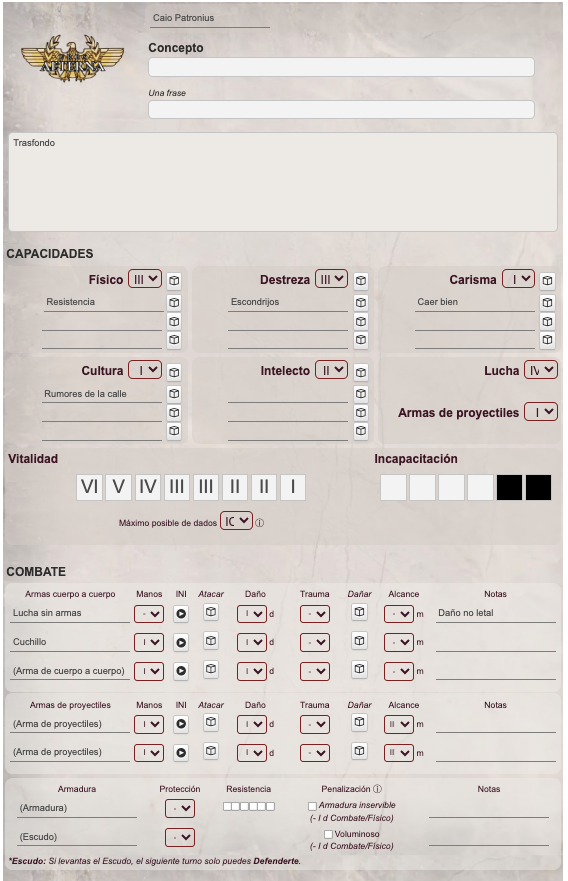 Caio Patronius
AETERNA
Concepto
Una frase
Trasfondo
CAPACIDADES
Físico III Destreza III Carisma I
Resistencia Escondrijos Caer bien
Cultura I Intelecto II Lucha IV
Rumores de la calle
Armas de proyectiles I
Vitalidad Incapacitación
VI V IV III III II II I
Máximo posible de dados
COMBATE
Armas cuerpo a cuerpo Manos INI Atacar Daño Trauma Dañar Alcance Notas
Lucha sin armas - I d - - m Daño no letal
Cuchillo I I d - - m
(Arma de cuerpo a cuerpo) I I d - - m
Armas de proyectiles Manos INI Atacar Daño Trauma Dañar Alcance Notas
(Arma de proyectiles) I I d - II m
(Arma de proyectiles) I I d - II m
Armadura Protección Resistencia Penalización Notas
(Armadura) - Armadura inservible
(- I d Combate/Físico)
(Escudo) - Voluminoso
(- I d Combate/Físico)
*Escudo: Si levantas el Escudo, el siguiente turno solo puedes Defenderte.